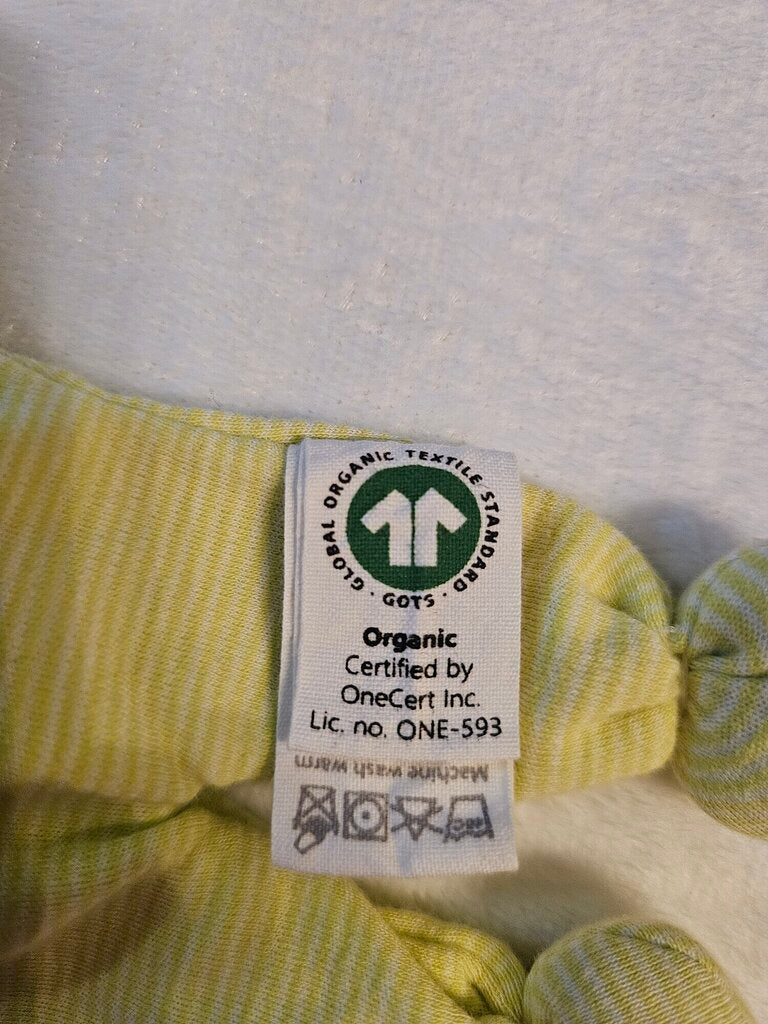 GLOBAL ORGANIC TEXTILE STANDARD · GOTS ·
Organic
Certified by
OneCert Inc.
Lic. no. ONE-593
Machine wash warm